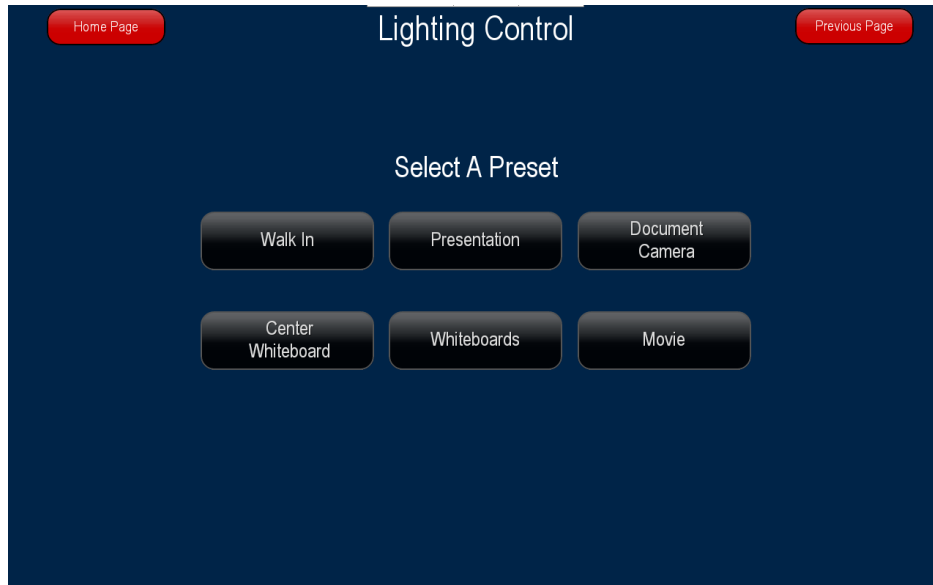 Home Page
Lighting Control
Previous Page
Select A Preset
Walk In
Presentation
Document
Camera
Center
Whiteboard
Whiteboards
Movie